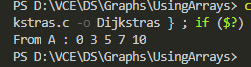 PS D:\VCE\DS\Graphs\UsingArrays> c
kstras.c -o Dijkstras } ; if ($?)
From A : 0 3 5 7 10
PS D:\VCE\DS\Graphs\UsingArrays>